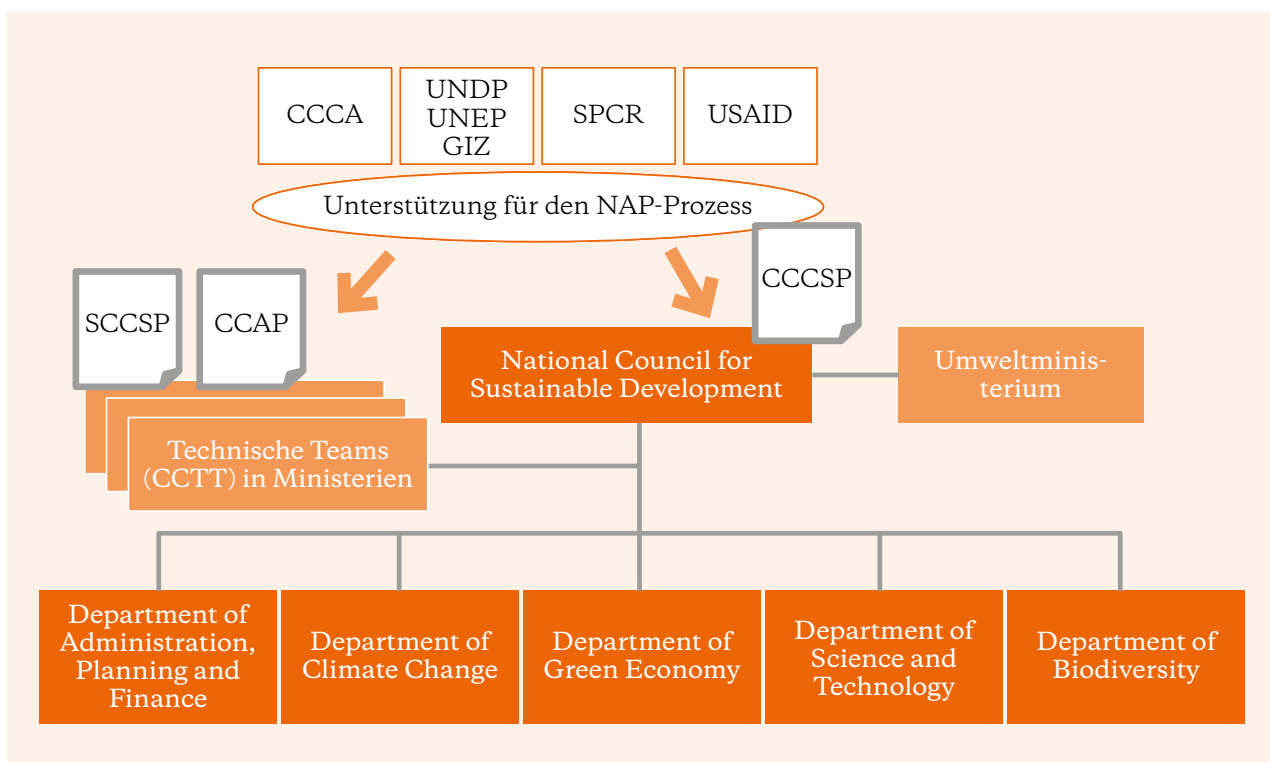 CCCA
UNDP
UNEP
GIZ
SPCR
USAID
Unterstützung für den NAP-Prozess
CCCSP
SCCSP
CCAP
National Council for
Sustainable Development
Umweltminis-
terium
Technische Teams
(CCTT) in Ministerien
Department of
Administration,
Planning and
Finance
Department of
Climate Change
Department of
Green Economy
Department of
Science and
Technology
Department of
Biodiversity